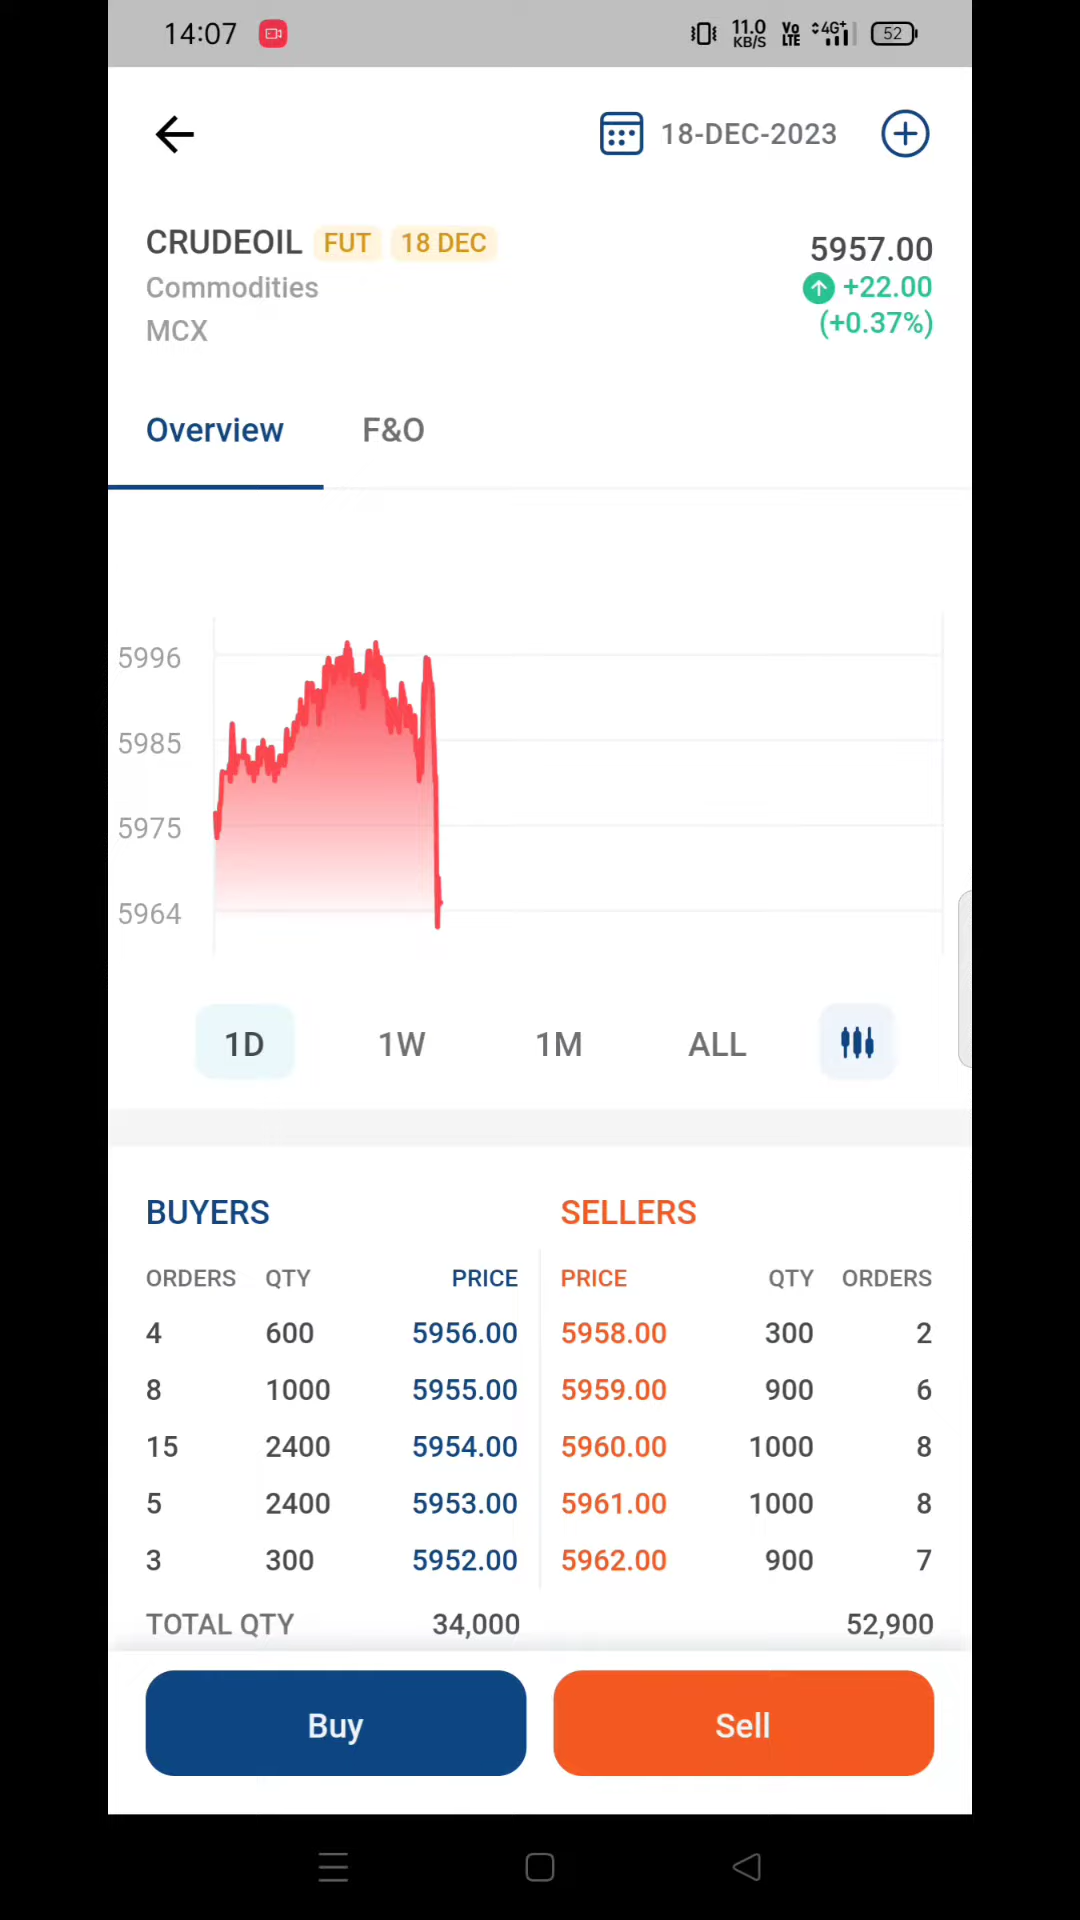 14:07 11.0 KB/S Vo LTE 4G+ 52
18-DEC-2023
CRUDEOIL FUT 18 DEC 5957.00
Commodities +22.00
MCX (+0.37%)
Overview F&O
5996
5985
5975
5964
1D 1W 1M ALL
BUYERS SELLERS
ORDERS QTY PRICE PRICE QTY ORDERS
4 600 5956.00 5958.00 300 2
8 1000 5955.00 5959.00 900 6
15 2400 5954.00 5960.00 1000 8
5 2400 5953.00 5961.00 1000 8
3 300 5952.00 5962.00 900 7
TOTAL QTY 34,000 52,900
Buy Sell